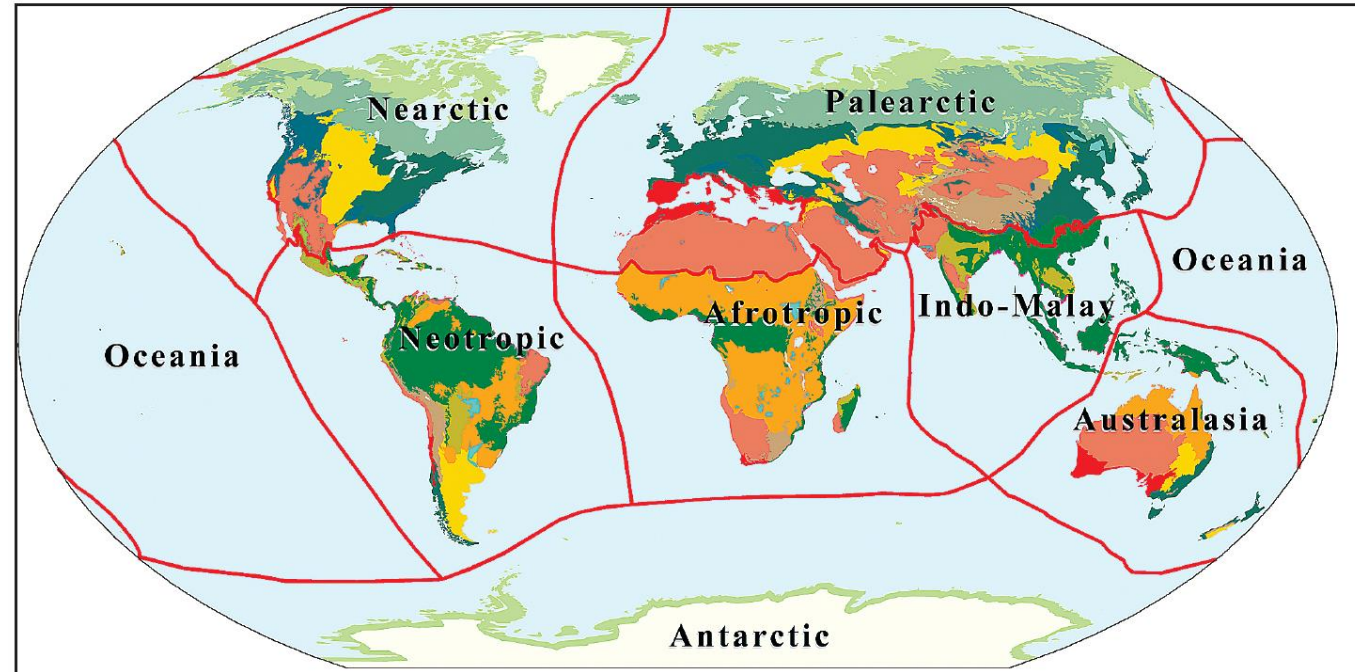 Nearctic
Palearctic
Oceania
Indo-Malay
Afrotropic
Neotropic
Oceania
Australasia
Antarctic